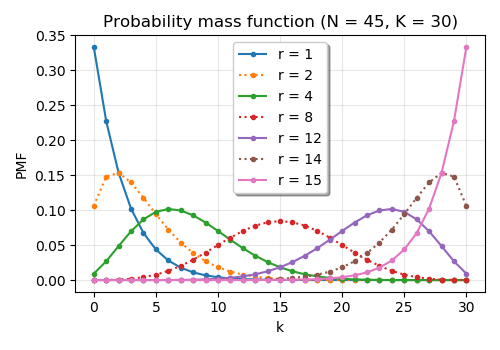 Probability mass function (N = 45, K = 30)
PMF
0.35
0.30
0.25
0.20
0.15
0.10
0.05
0.00
r = 1
r = 2
r = 4
r = 8
r = 12
r = 14
r = 15
0 5 10 15 20 25 30
k